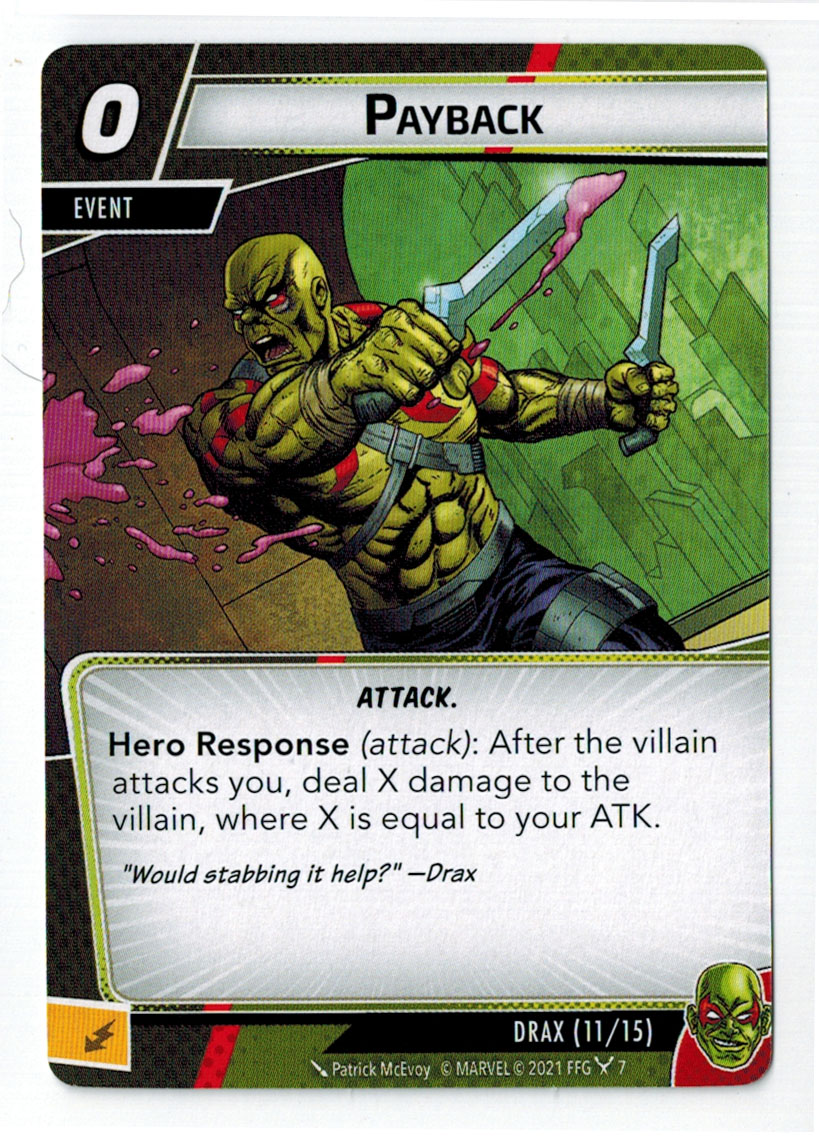 0
PAYBACK
EVENT
ATTACK.
Hero Response (attack): After the villain
attacks you, deal X damage to the
villain, where X is equal to your ATK.
"Would stabbing it help?" —Drax
DRAX (11/15)
Patrick McEvoy © MARVEL © 2021 FFG 7